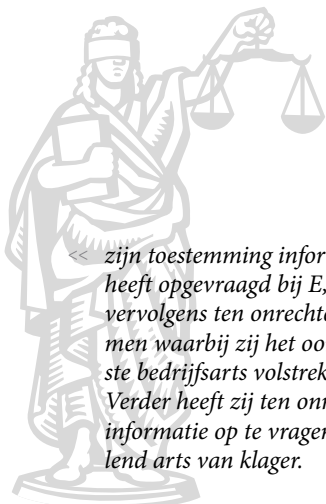 << zijn toestemming infor
heeft opgevraagd bij E,
vervolgens ten onrechte
men waarbij zij het oo
ste bedrijfsarts volstrek
Verder heeft zij ten onr
informatie op te vragen
lend arts van klager.